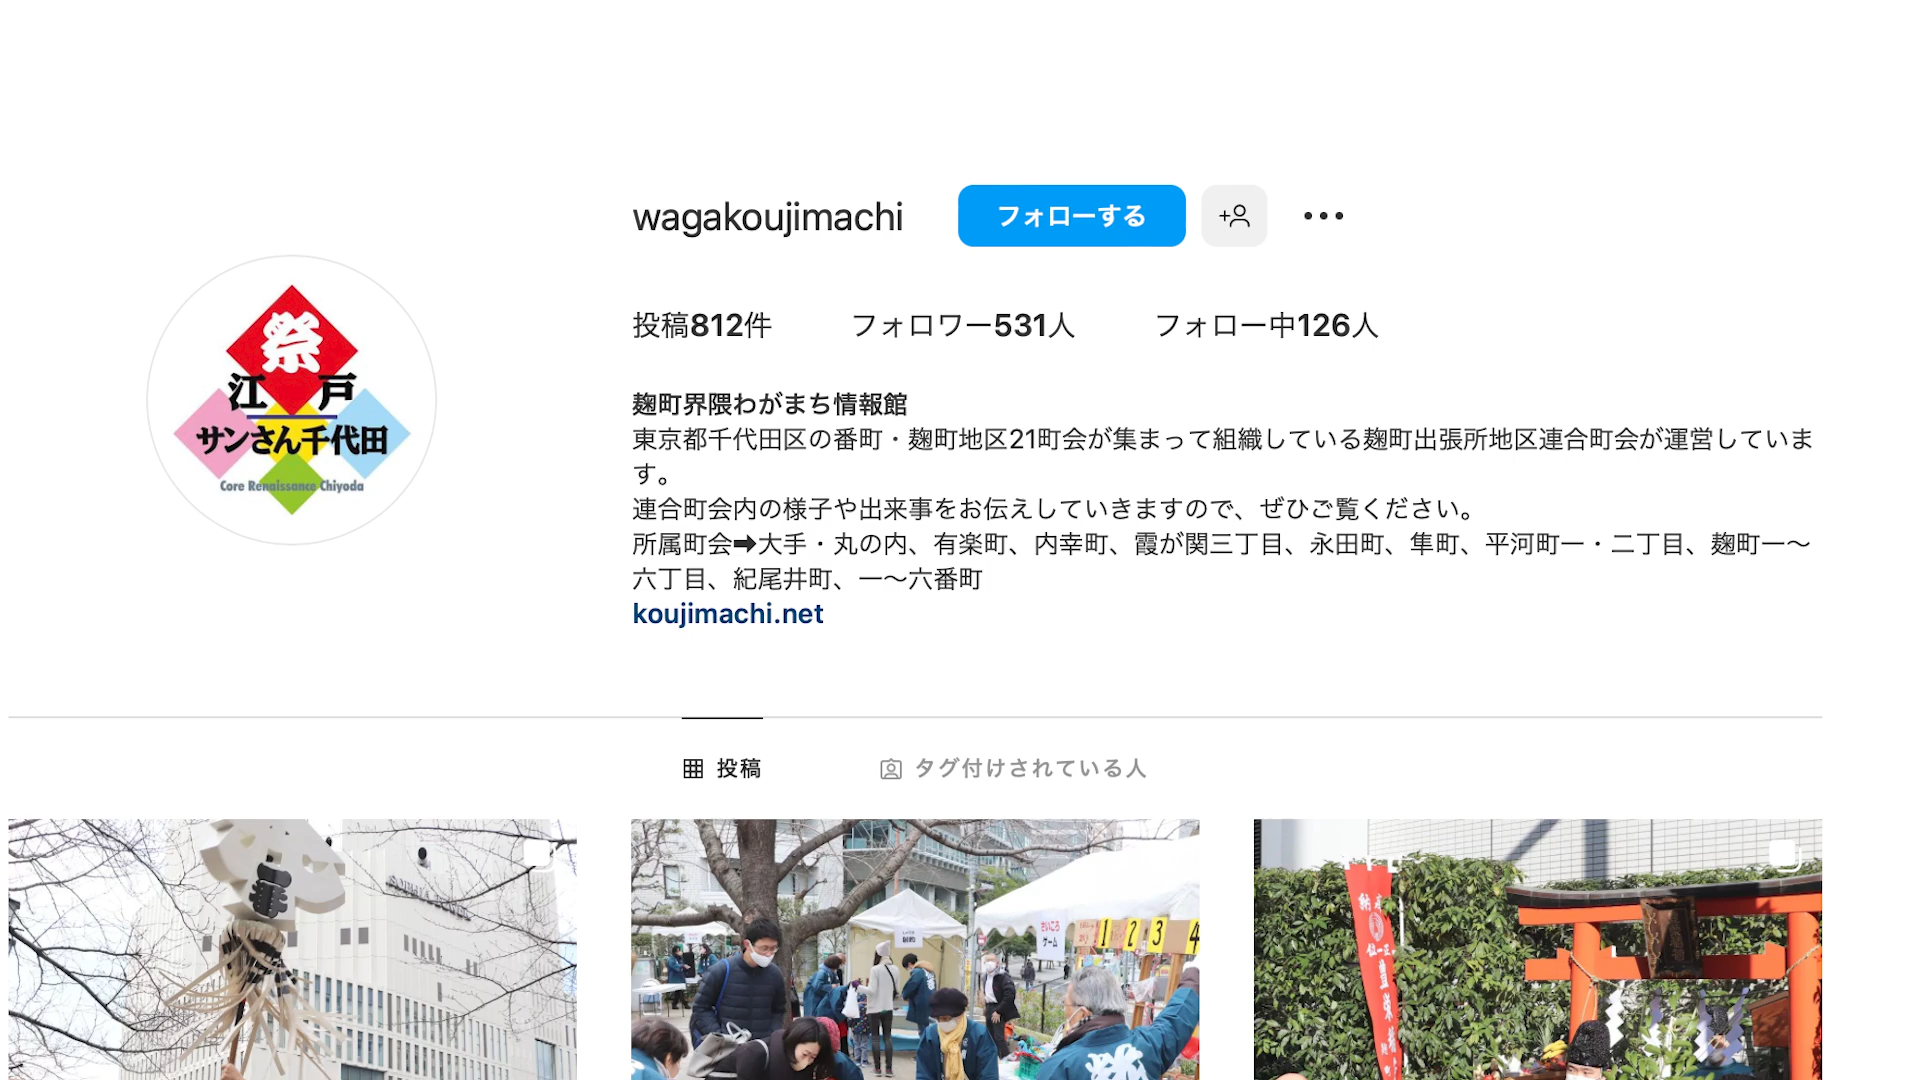 wagakoujimachi
フォローする
投稿812件
フォロワー531人
フォロー中126人
祭
江戸
サンさん千代田
Core Renaissance Chiyoda
麹町界隈わがまち情報館
東京都千代田区の番町・麹町地区21町会が集まって組織している麹町出張所地区連合町会が運営していま
す。
連合町会内の様子や出来事をお伝えしていきますので、ぜひご覧ください。
所属町会➡大手・丸の内、有楽町、内幸町、霞が関三丁目、永田町、隼町、平河町一・二丁目、麹町一〜
六丁目、紀尾井町、一〜六番町
koujimachi.net
投稿
タグ付けされている人
さいころ
ゲーム
1 2 3 4